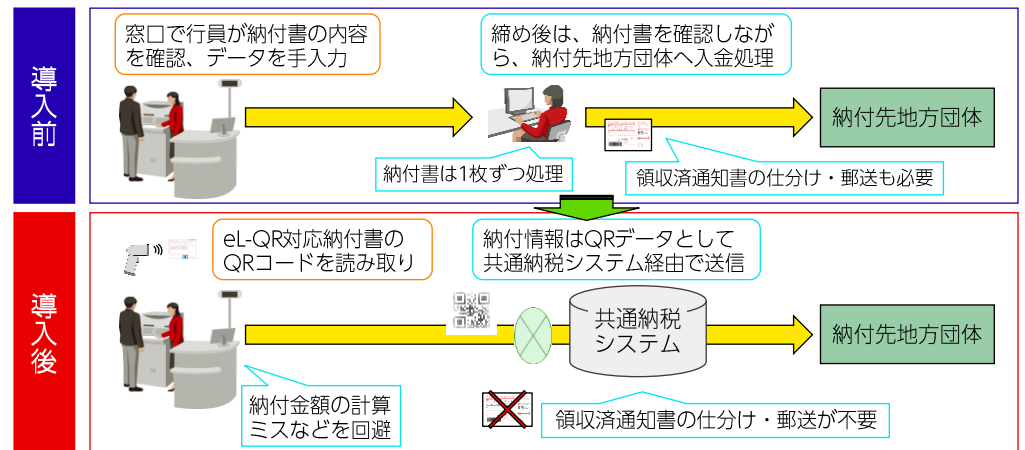 導入前
窓口で行員が納付書の内容
を確認、データを手入力
締め後は、納付書を確認しなが
ら、納付先地方団体へ入金処理
納付先地方団体
納付書は1枚ずつ処理
領収済通知書の仕分け・郵送も必要
導入後
eL-QR対応納付書の
QRコードを読み取り
納付情報はQRデータとして
共通納税システム経由で送信
共通納税
システム
納付先地方団体
納付金額の計算
ミスなどを回避
領収済通知書の仕分け・郵送が不要